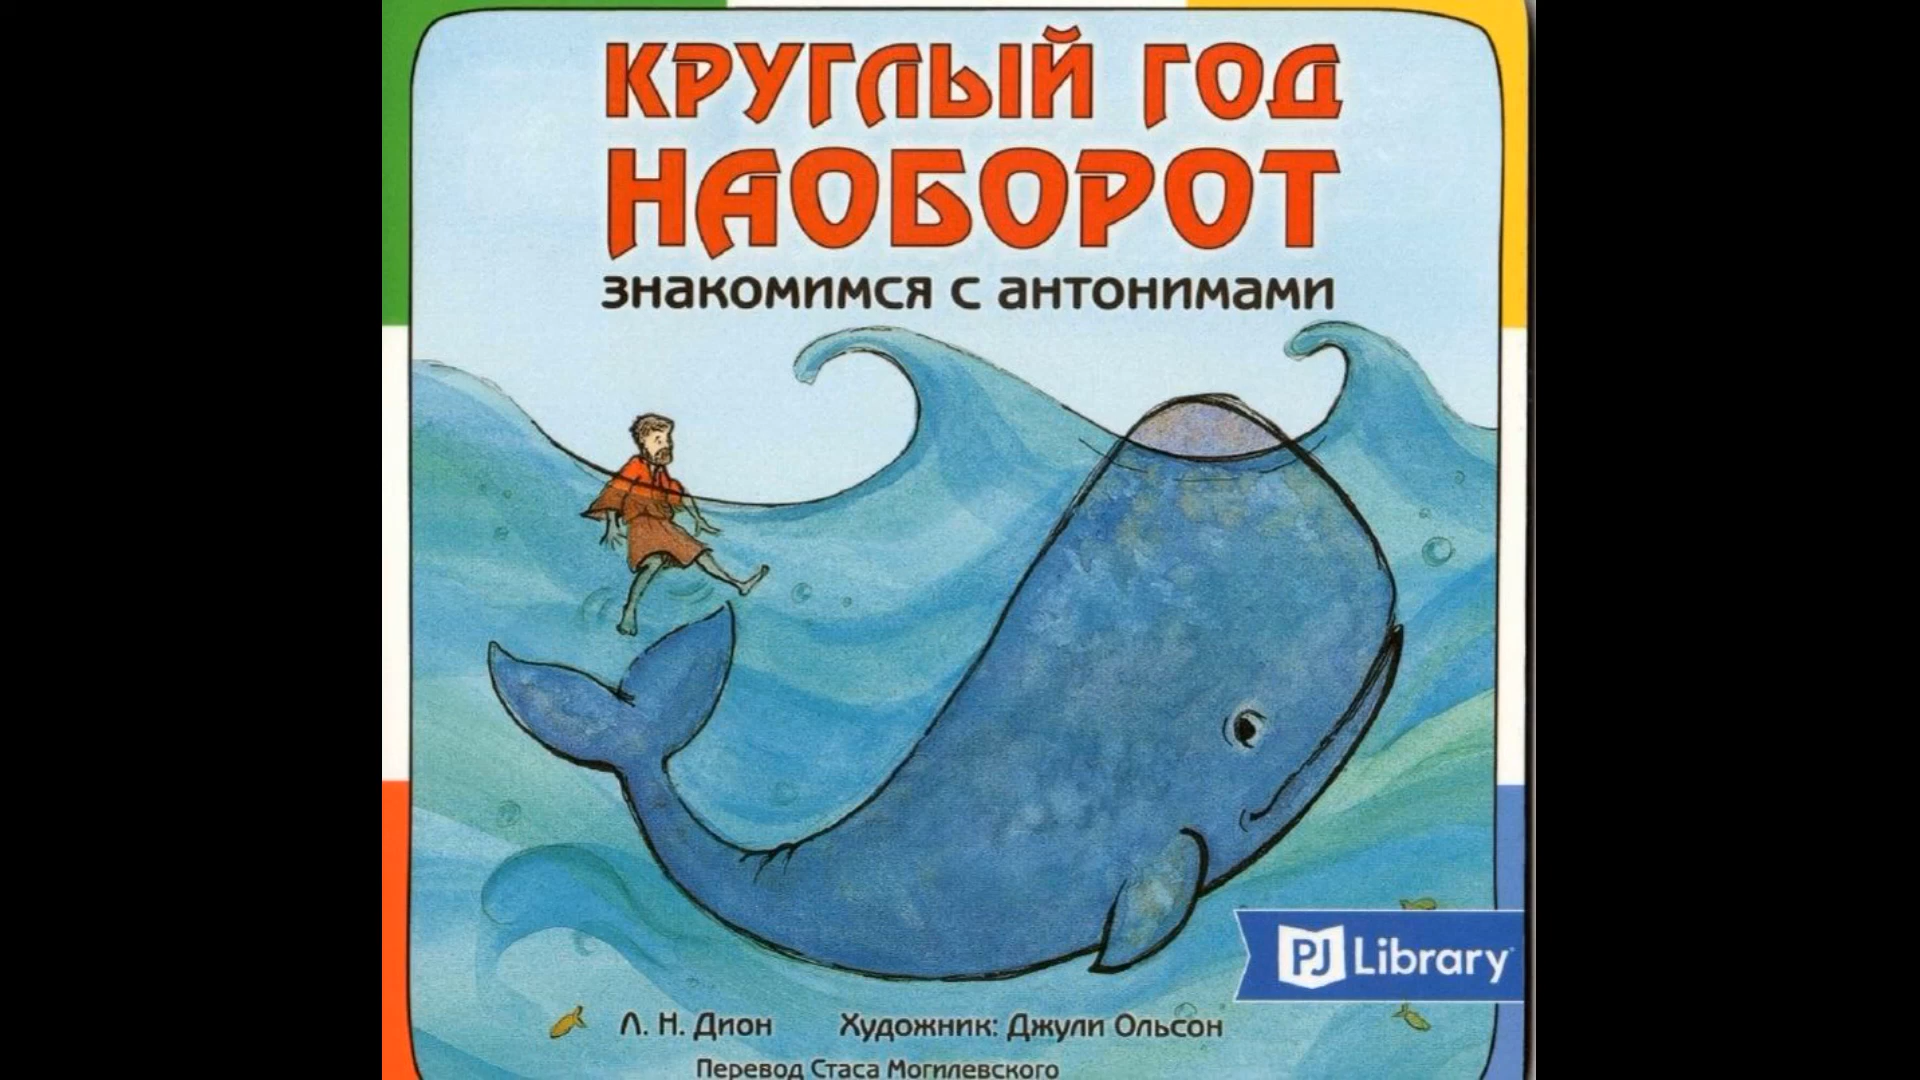 КРУГЛЫЙ ГОД
НАОБОРОТ
знакомимся с антонимами
PJ Library
Л. Н. Дион Художник: Джули Ольсон
Перевод Стаса Могилевского